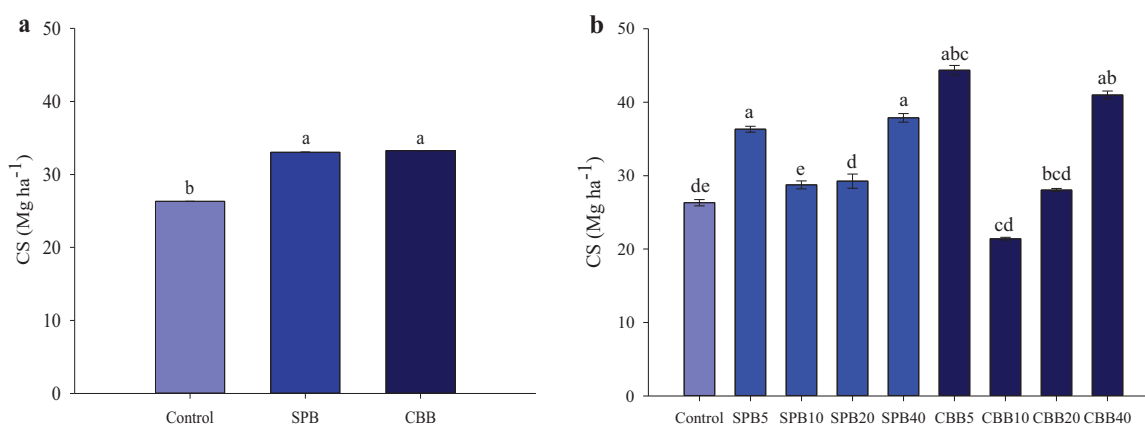 a
CS (Mg ha⁻¹)
50
40
30
20
10
0
b
a
a
Control SPB CBB
b
CS (Mg ha⁻¹)
50
40
30
20
10
0
de
a
e
d
a
abc
cd
bcd
ab
Control SPB5 SPB10 SPB20 SPB40 CBB5 CBB10 CBB20 CBB40